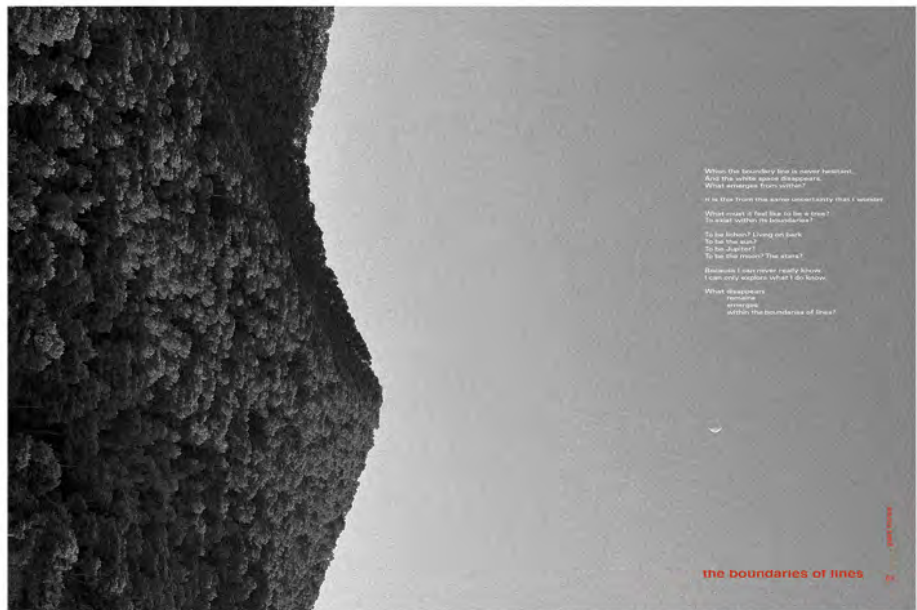 When the boundary line is never hesitant,
And the white space disappears,
What emerges from within?
It is the from this same uncertainty that I wonder
What must it feel like to be a tree?
To exist within its boundaries?
To be lichen? Living on bark
To be the sun?
To be Jupiter?
To be the moon? The stars?
Because I can never really know
I can only explore what I do know.
What disappears
remains
emerges
within the boundaries of lines?
the boundaries of lines